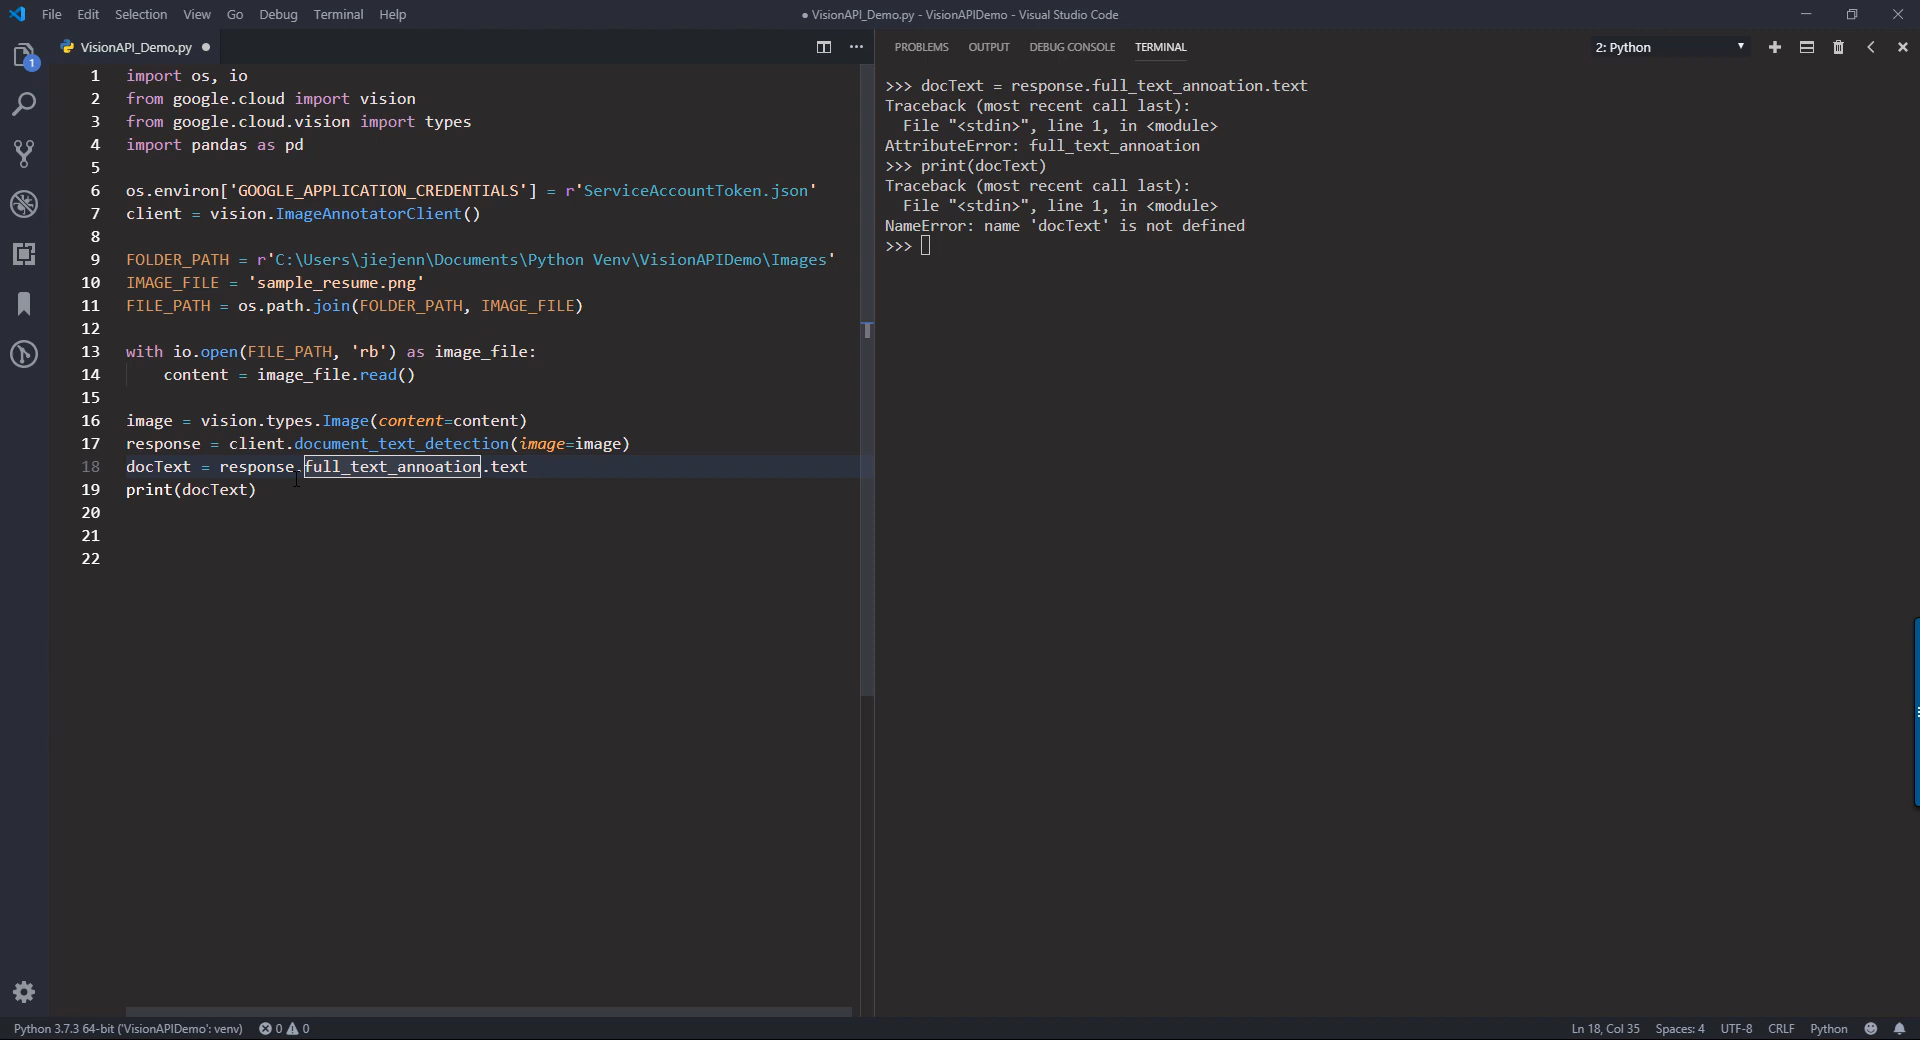 File Edit Selection View Go Debug Terminal Help
● VisionAPI_Demo.py - VisionAPIDemo - Visual Studio Code
1
VisionAPI_Demo.py ●
1 import os, io
2 from google.cloud import vision
3 from google.cloud.vision import types
4 import pandas as pd
5
6 os.environ['GOOGLE_APPLICATION_CREDENTIALS'] = r'ServiceAccountToken.json'
7 client = vision.ImageAnnotatorClient()
8
9 FOLDER_PATH = r'C:\Users\jiejenn\Documents\Python Venv\VisionAPIDemo\Images'
10 IMAGE_FILE = 'sample_resume.png'
11 FILE_PATH = os.path.join(FOLDER_PATH, IMAGE_FILE)
12
13 with io.open(FILE_PATH, 'rb') as image_file:
14     content = image_file.read()
15
16 image = vision.types.Image(content=content)
17 response = client.document_text_detection(image=image)
18 docText = response.full_text_annoation.text
19 print(docText)
20
21
22
PROBLEMS OUTPUT DEBUG CONSOLE TERMINAL
2: Python
>>> docText = response.full_text_annoation.text
Traceback (most recent call last):
  File "<stdin>", line 1, in <module>
AttributeError: full_text_annoation
>>> print(docText)
Traceback (most recent call last):
  File "<stdin>", line 1, in <module>
NameError: name 'docText' is not defined
>>>
Python 3.7.3 64-bit ('VisionAPIDemo': venv) 0 0
Ln 18, Col 35 Spaces: 4 UTF-8 CRLF Python